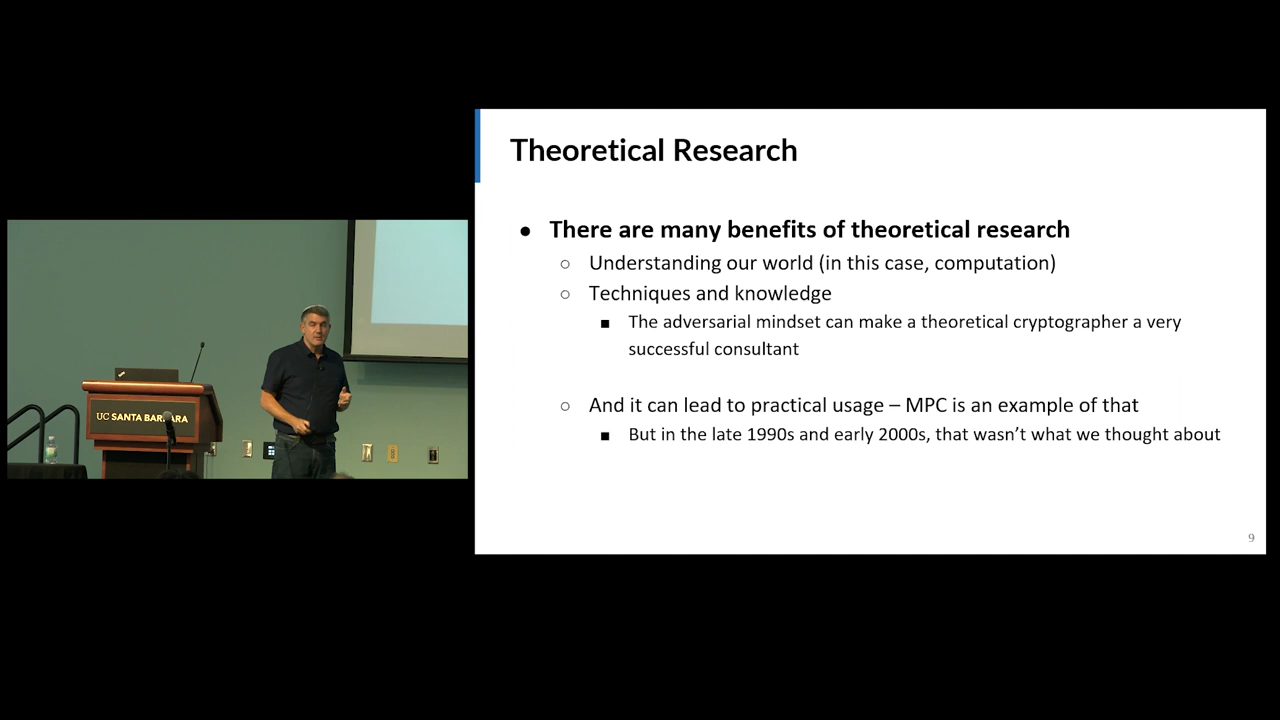 Theoretical Research
● There are many benefits of theoretical research
○ Understanding our world (in this case, computation)
○ Techniques and knowledge
■ The adversarial mindset can make a theoretical cryptographer a very
successful consultant
○ And it can lead to practical usage – MPC is an example of that
■ But in the late 1990s and early 2000s, that wasn’t what we thought about
9
UC SANTA BARBARA